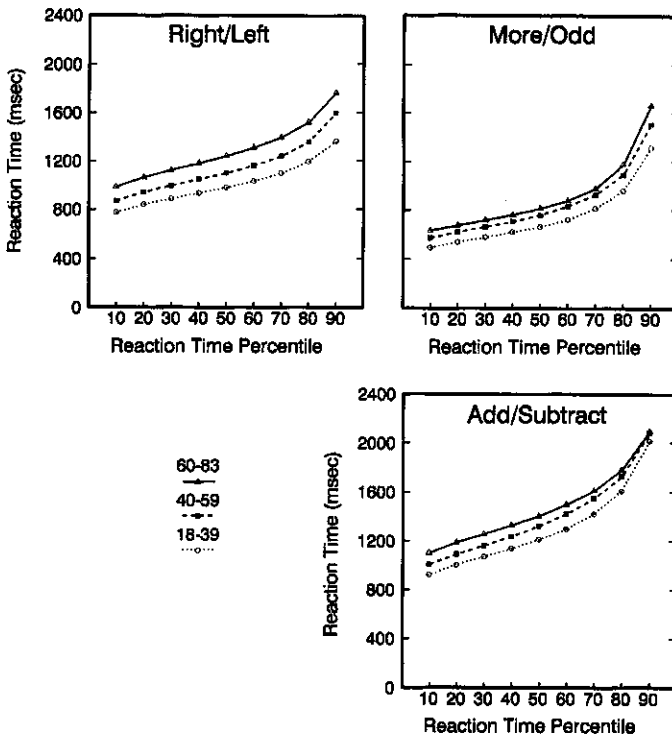 Right/Left
Reaction Time (msec)
2400
2000
1600
1200
800
400
0
10 20 30 40 50 60 70 80 90
Reaction Time Percentile
More/Odd
10 20 30 40 50 60 70 80 90
Reaction Time Percentile
60-83
40-59
18-39
Add/Subtract
Reaction Time (msec)
2400
2000
1600
1200
800
400
0
10 20 30 40 50 60 70 80 90
Reaction Time Percentile